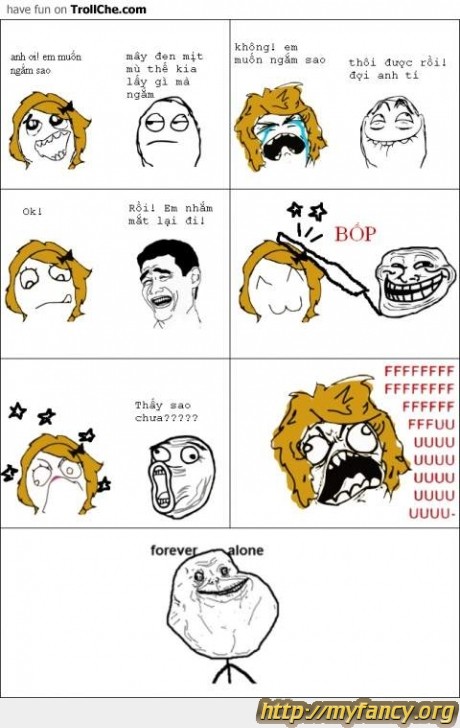 have fun on TrollChe.com
anh ơi! em muốn
ngắm sao
mây đen mịt
mù thế kia
lấy gì mà
ngắm
không! em
muốn ngắm sao
thôi được rồi!
đợi anh tí
Ok!
Rồi! Em nhắm
mắt lại đi!
BỐP
Thấy sao
chưa?????
FFFFFFFF
FFFFFFFF
FFFFFF
FFFUU
UUUU
UUUU
UUUU
UUUU
UUUU-
forever alone
http://myfancy.org